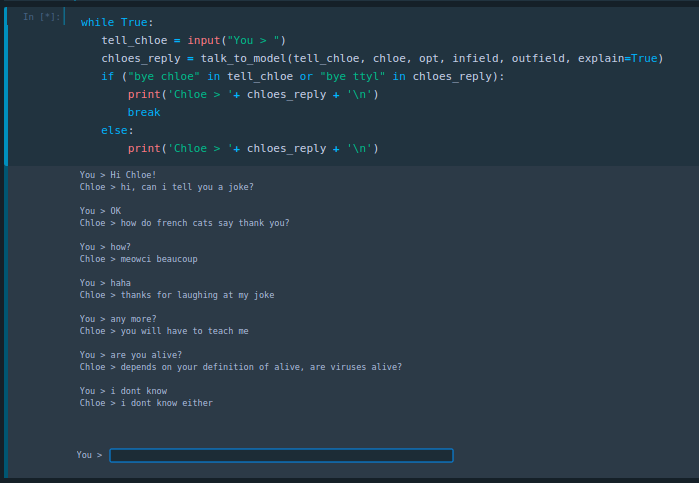 In [*]:
while True:
tell_chloe = input("You > ")
chloes_reply = talk_to_model(tell_chloe, chloe, opt, infield, outfield, explain=True)
if ("bye chloe" in tell_chloe or "bye ttyl" in chloes_reply):
print('Chloe > '+ chloes_reply + '\n')
break
else:
print('Chloe > '+ chloes_reply + '\n')
You > Hi Chloe!
Chloe > hi, can i tell you a joke?
You > OK
Chloe > how do french cats say thank you?
You > how?
Chloe > meowci beaucoup
You > haha
Chloe > thanks for laughing at my joke
You > any more?
Chloe > you will have to teach me
You > are you alive?
Chloe > depends on your definition of alive, are viruses alive?
You > i dont know
Chloe > i dont know either
You >